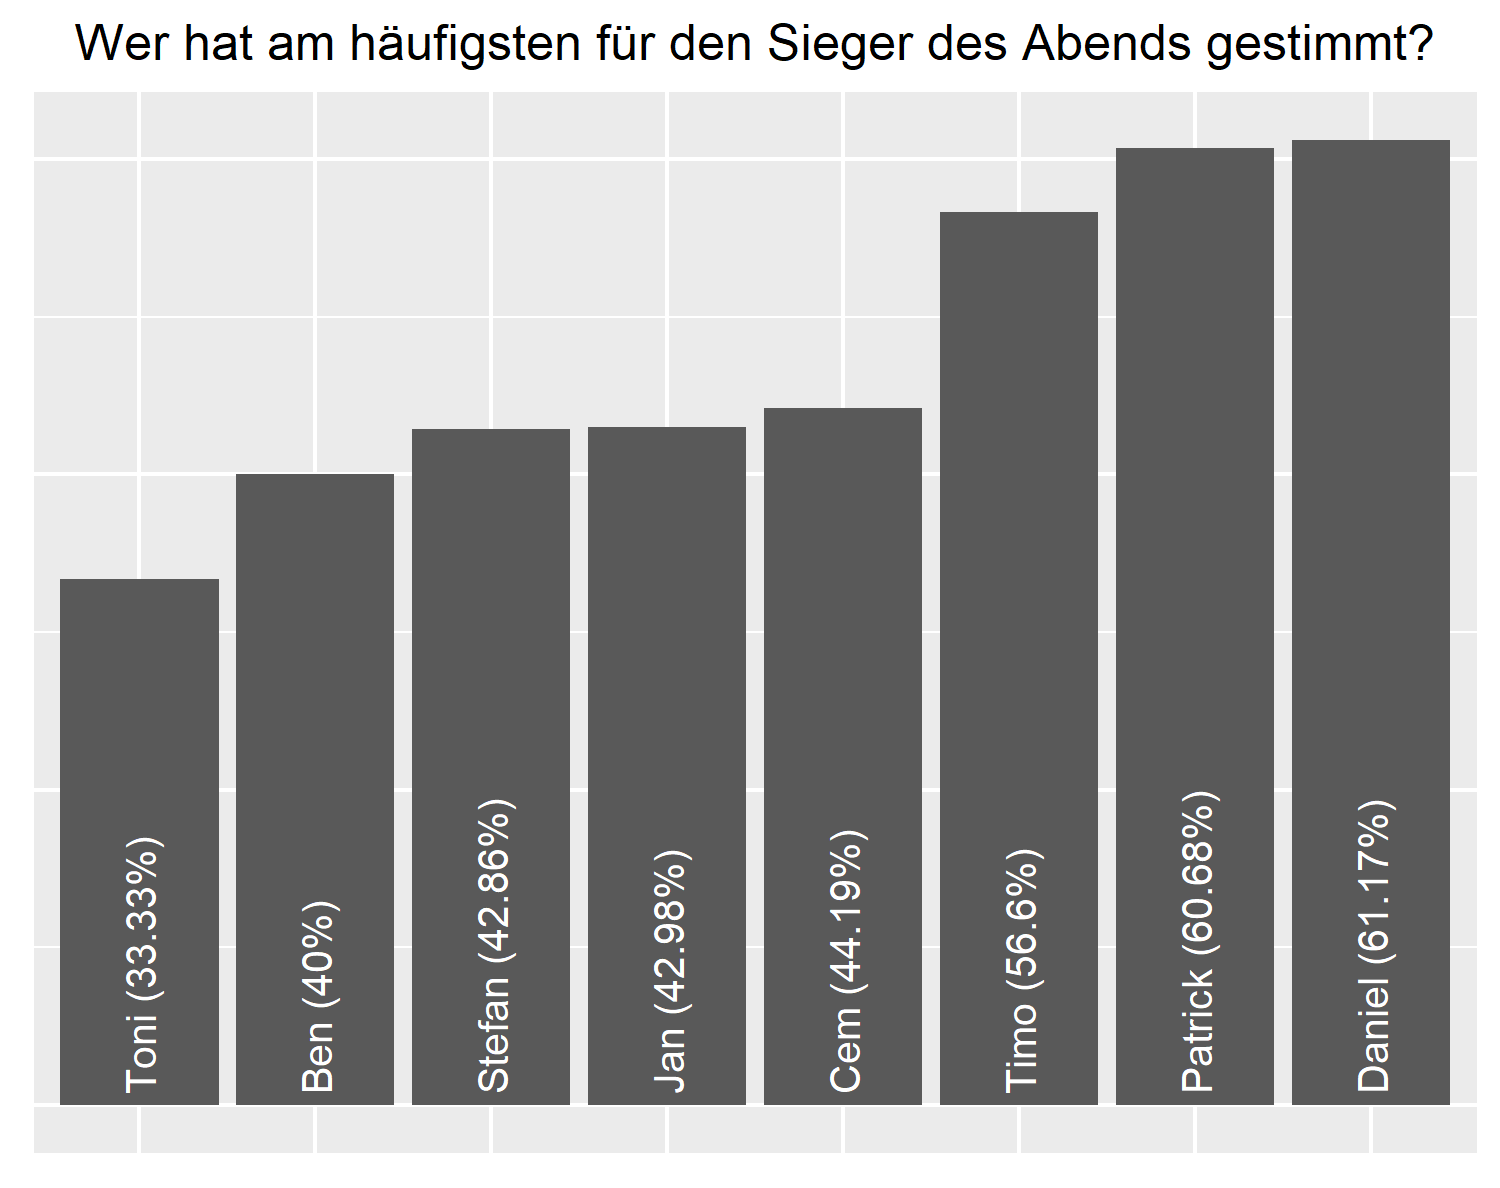 Wer hat am häufigsten für den Sieger des Abends gestimmt?
Toni (33.33%)
Ben (40%)
Stefan (42.86%)
Jan (42.98%)
Cem (44.19%)
Timo (56.6%)
Patrick (60.68%)
Daniel (61.17%)